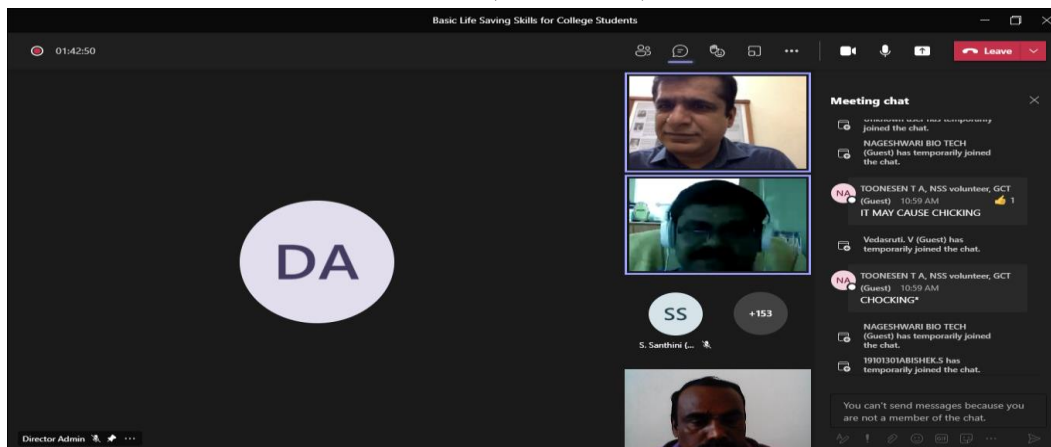 Basic Life Saving Skills for College Students
01:42:50
Leave
DA
SS
+153
S. Santhini (...
Director Admin
Meeting chat
Unknown user has temporarily
joined the chat.
NAGESHWARI BIO TECH
(Guest) has temporarily joined
the chat.
NA
TOONESEN T A, NSS volunteer, GCT
(Guest) 10:59 AM
1
IT MAY CAUSE CHICKING
Vedasruti. V (Guest) has
temporarily joined the chat.
NA
TOONESEN T A, NSS volunteer, GCT
(Guest) 10:59 AM
CHOCKING*
NAGESHWARI BIO TECH
(Guest) has temporarily joined
the chat.
19101301ABISHEK.S has
temporarily joined the chat.
You can't send messages because you
are not a member of the chat.